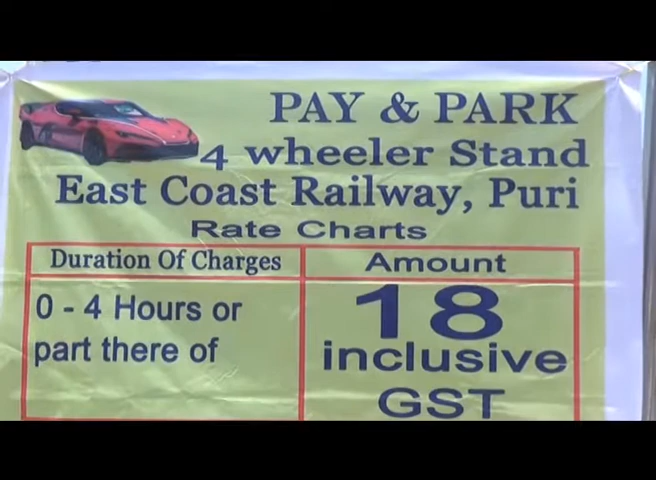 PAY & PARK
4 wheeler Stand
East Coast Railway, Puri
Rate Charts
Duration Of Charges
Amount
0 - 4 Hours or
part there of
18
inclusive
GST